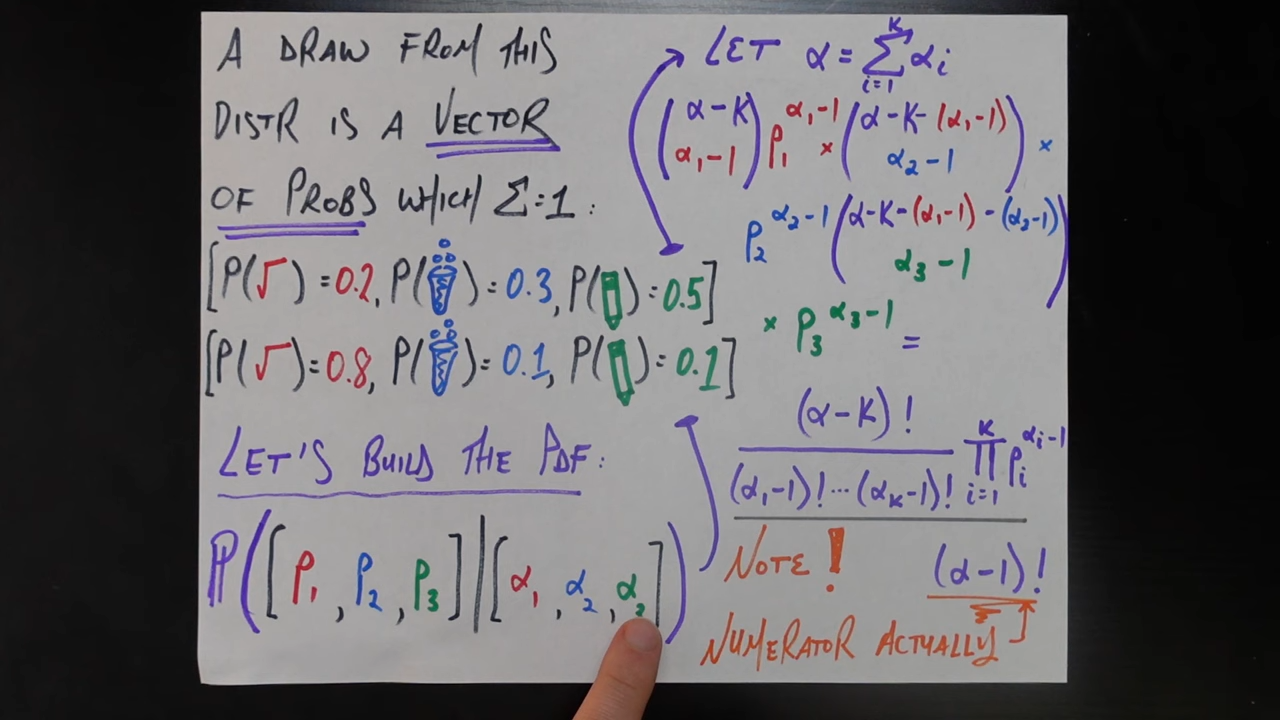 A DRAW FROM THIS
DISTR IS A VECTOR
OF PROBS WHICH Σ=1:
[P(√)=0.2, P( )=0.3, P( )=0.5]
[P(√)=0.8, P( )=0.1, P( )=0.1]
LET'S BUILD THE PDF:
ℙ([p₁, p₂, p₃] | [α₁, α₂, α₃])
LET α = Σ_{i=1}^{K} αᵢ
(α-K choose α₁-1) p₁^{α₁-1} × (α-K-(α₁-1) choose α₂-1) ×
p₂^{α₂-1} (α-K-(α₁-1)-(α₂-1) choose α₃-1)
× p₃^{α₃-1} =
(α-K)! / (α₁-1)!⋯(α_K-1)! ∏_{i=1}^{K} pᵢ^{αᵢ-1}
NOTE! (α-1)!
NUMERATOR ACTUALLY